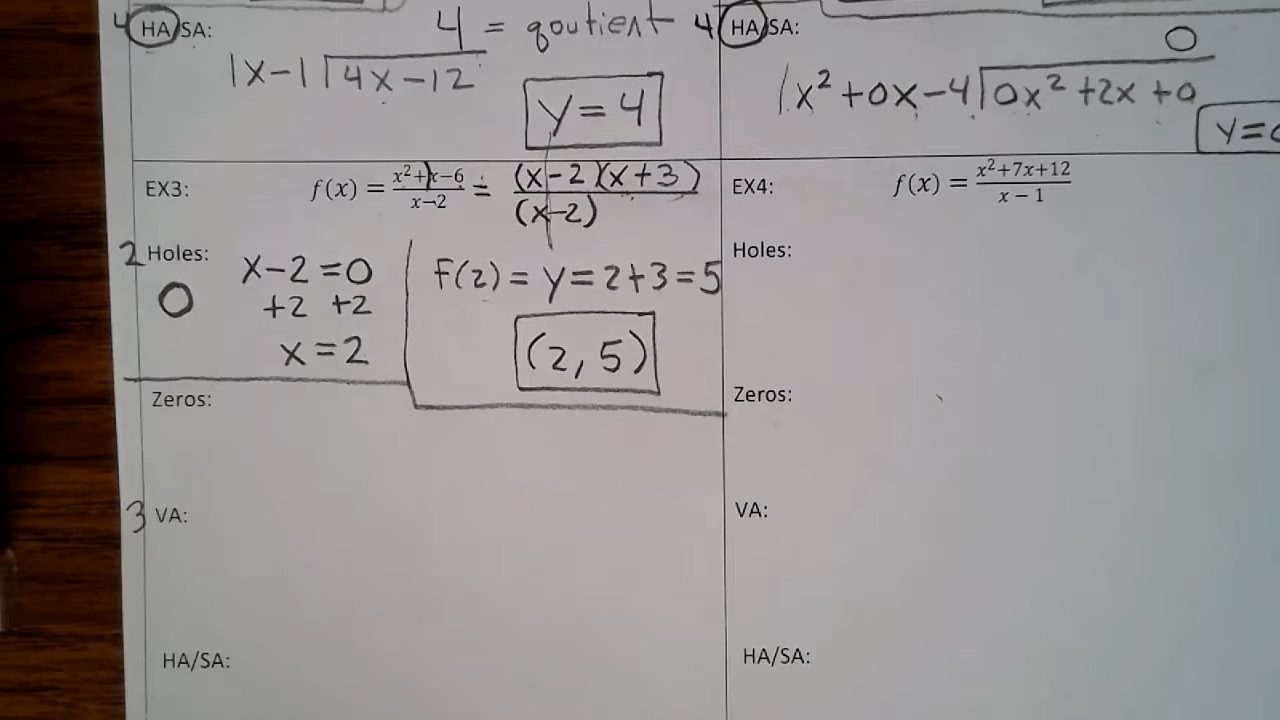 4 HA/SA:
4 = qoutient
1x-1 4x-12
y = 4
4 HA/SA:
0
1x² + 0x - 4 0x² + 2x + 0
EX3: f(x) = x²+x-6 / x-2 = (x-2)(x+3) / (x-2)
2 Holes:
0
x-2=0
+2 +2
x = 2
F(2) = y = 2+3 = 5
(2, 5)
Zeros:
3 VA:
HA/SA:
EX4: f(x) = x²+7x+12 / x - 1
Holes:
Zeros:
VA:
HA/SA: